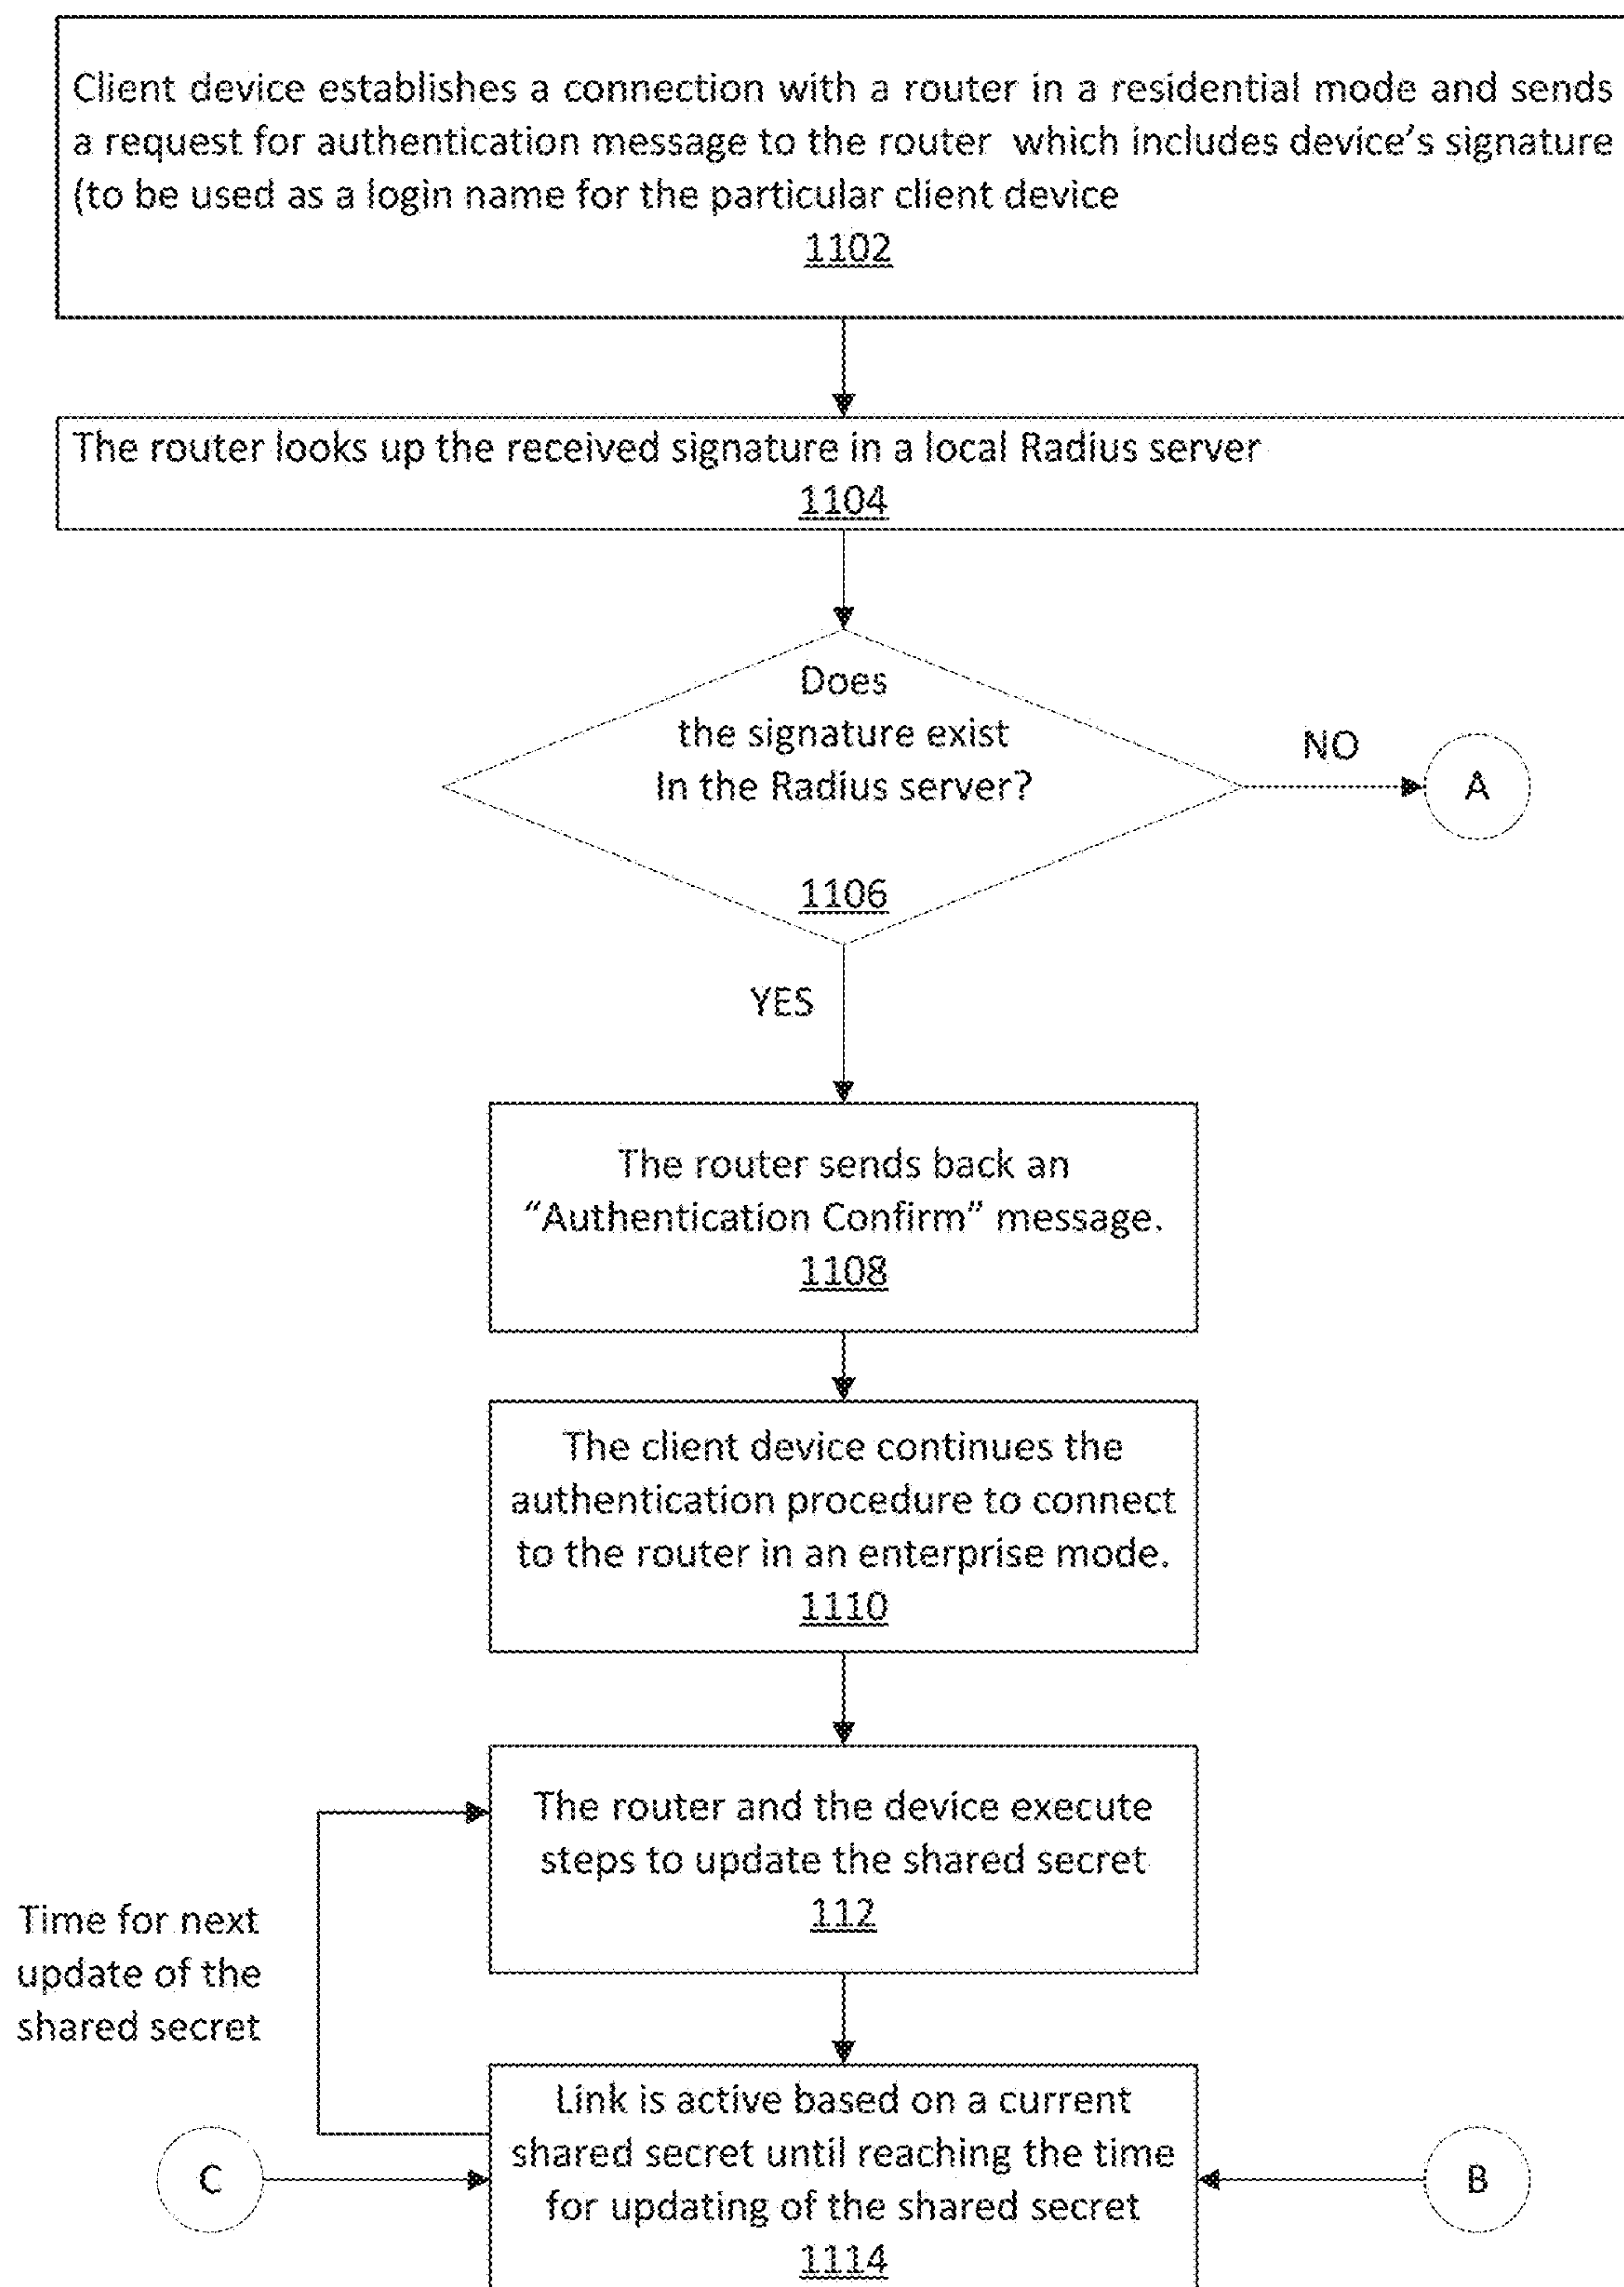 Client device establishes a connection with a router in a residential mode and sends
a request for authentication message to the router which includes device's signature
(to be used as a login name for the particular client device
1102
The router looks up the received signature in a local Radius server
1104
Does
the signature exist
In the Radius server?
1106
NO
A
YES
The router sends back an
“Authentication Confirm” message.
1108
The client device continues the
authentication procedure to connect
to the router in an enterprise mode.
1110
The router and the device execute
steps to update the shared secret
112
Time for next
update of the
shared secret
Link is active based on a current
shared secret until reaching the time
for updating of the shared secret
1114
C
B